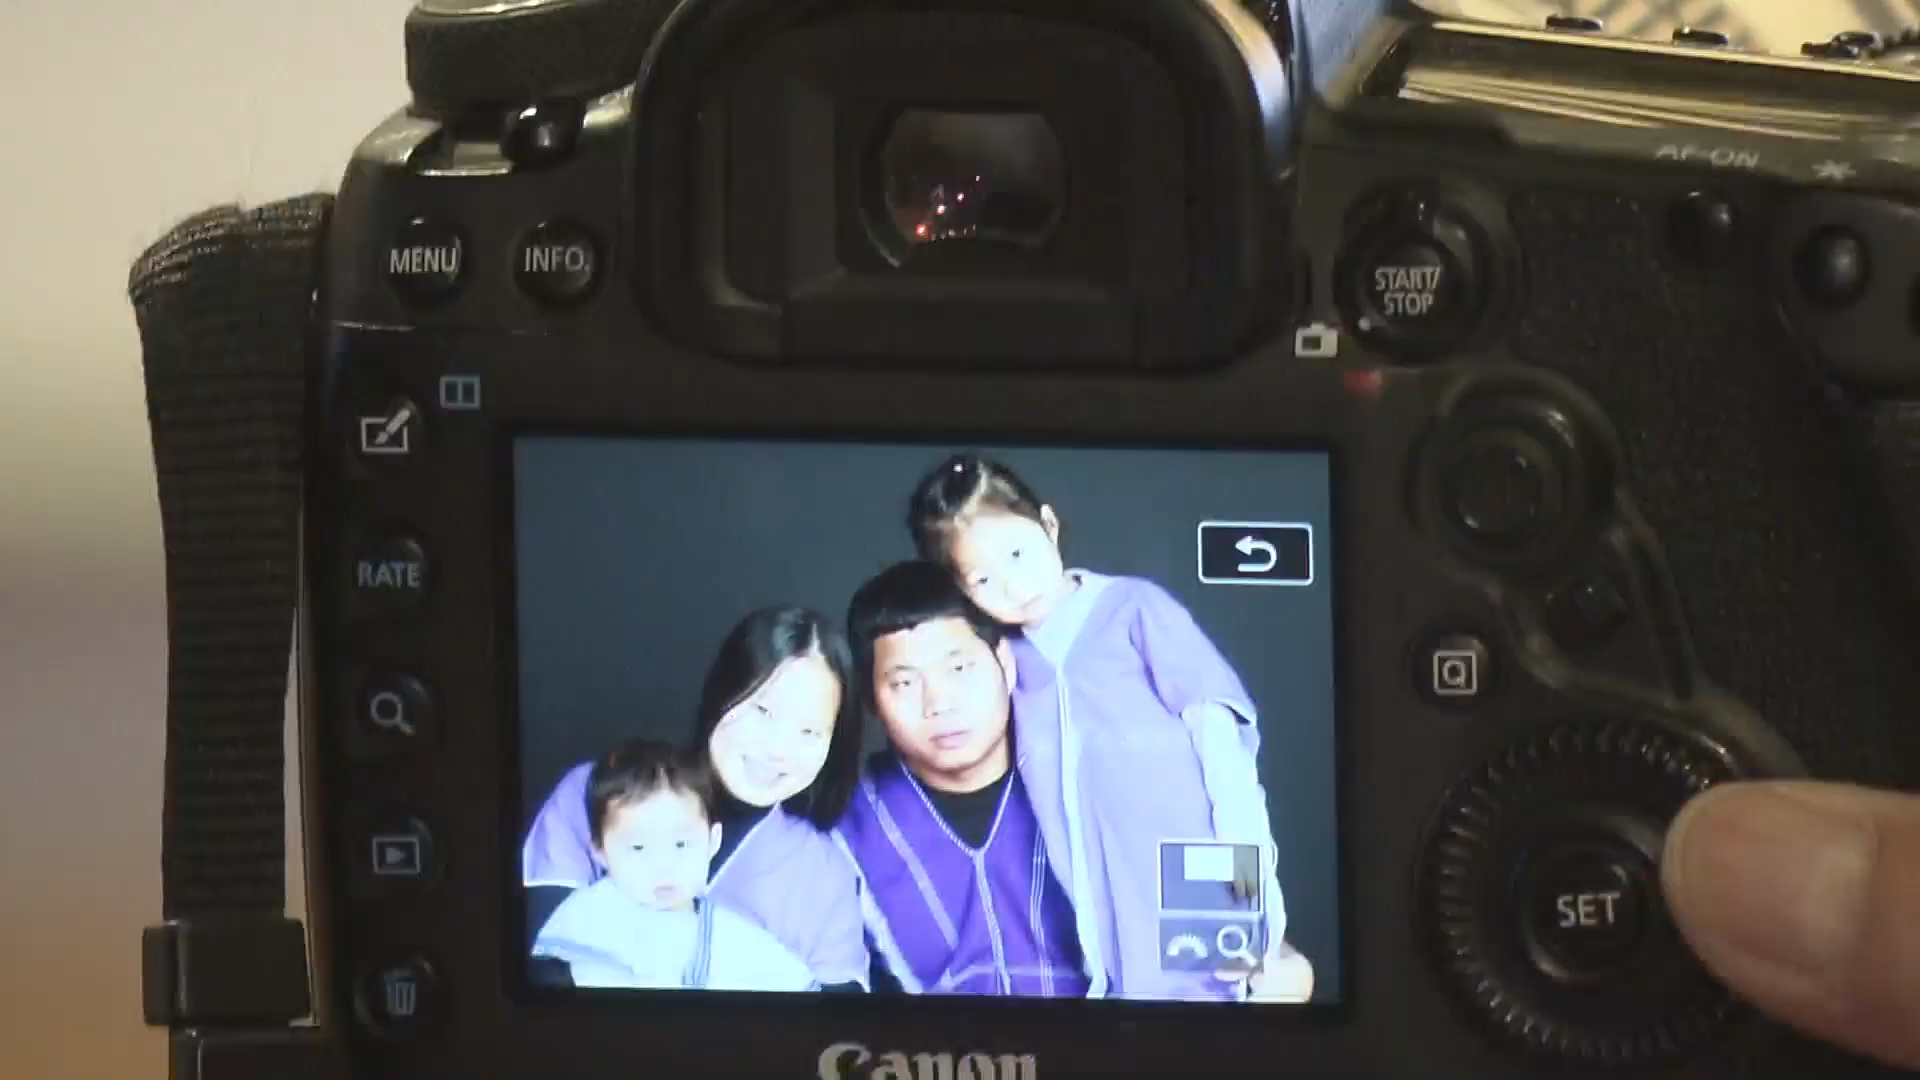 AF-ON
MENU
INFO.
START/
STOP
RATE
Q
SET
Canon